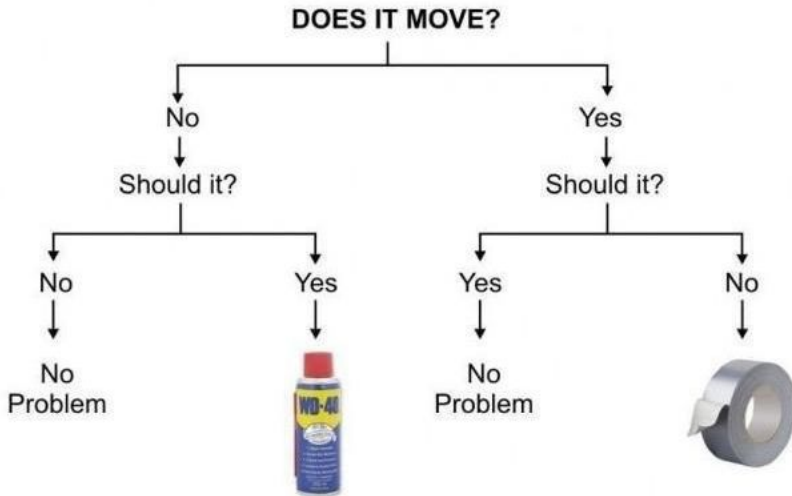 DOES IT MOVE?
No
Yes
Should it?
Should it?
No
Yes
Yes
No
No
Problem
No
Problem
WD-40